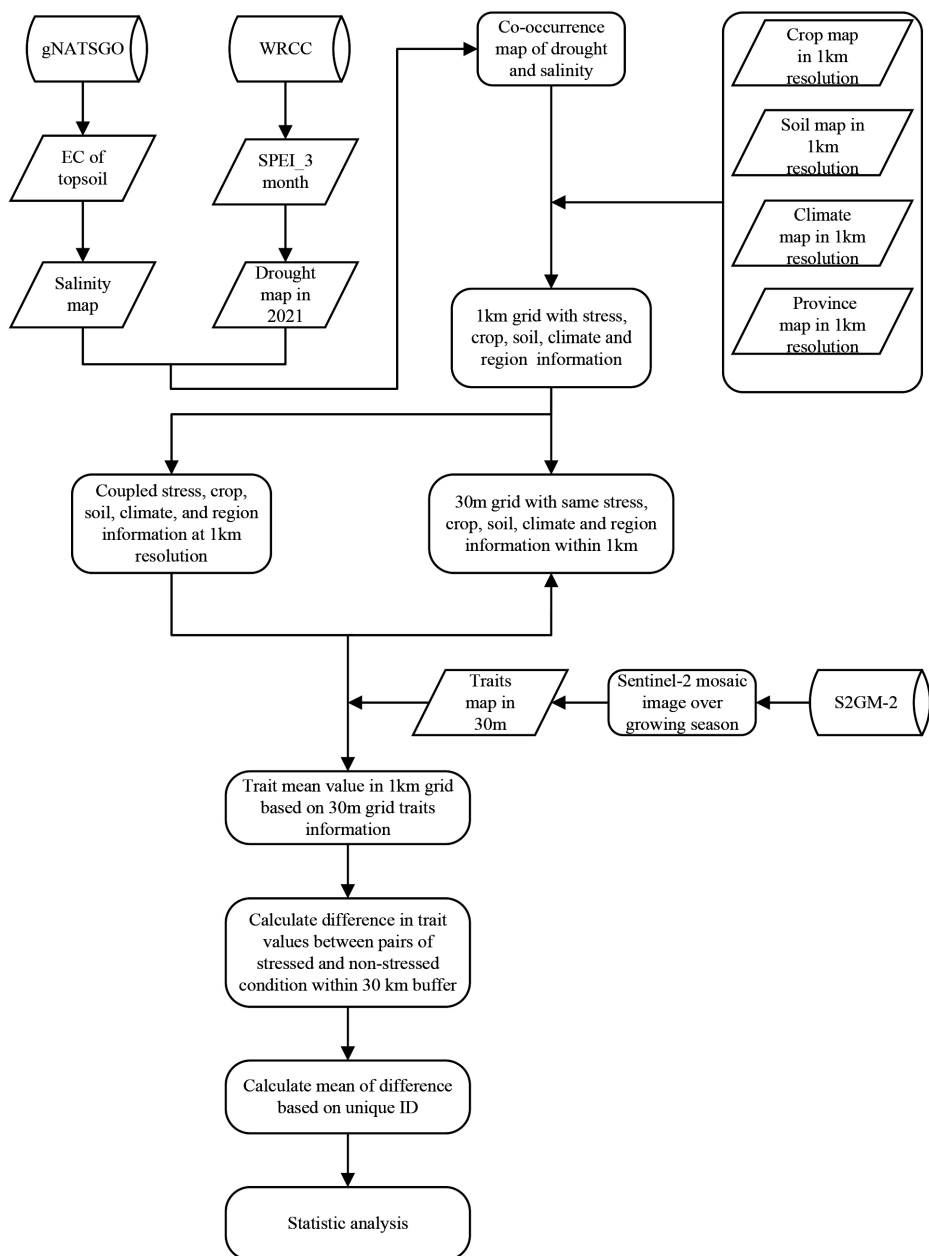 gNATSGO
WRCC
Co-occurrence
map of drought
and salinity
Crop map
in 1km
resolution
Soil map in
1km
resolution
Climate
map in 1km
resolution
Province
map in 1km
resolution
EC of
topsoil
SPEI_3
month
Salinity
map
Drought
map in
2021
1km grid with stress,
crop, soil, climate and
region information
Coupled stress, crop,
soil, climate, and region
information at 1km
resolution
30m grid with same stress,
crop, soil, climate and region
information within 1km
Traits
map in
30m
Sentinel-2 mosaic
image over
growing season
S2GM-2
Trait mean value in 1km grid
based on 30m grid traits
information
Calculate difference in trait
values between pairs of
stressed and non-stressed
condition within 30 km buffer
Calculate mean of difference
based on unique ID
Statistic analysis